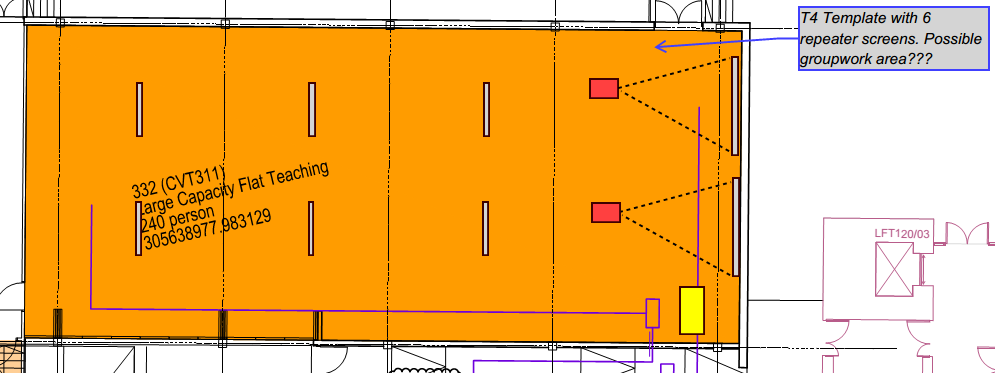 T4 Template with 6
repeater screens. Possible
groupwork area???
332 (CVT311)
Large Capacity Flat Teaching
240 person
305638977.983129
LFT120/03